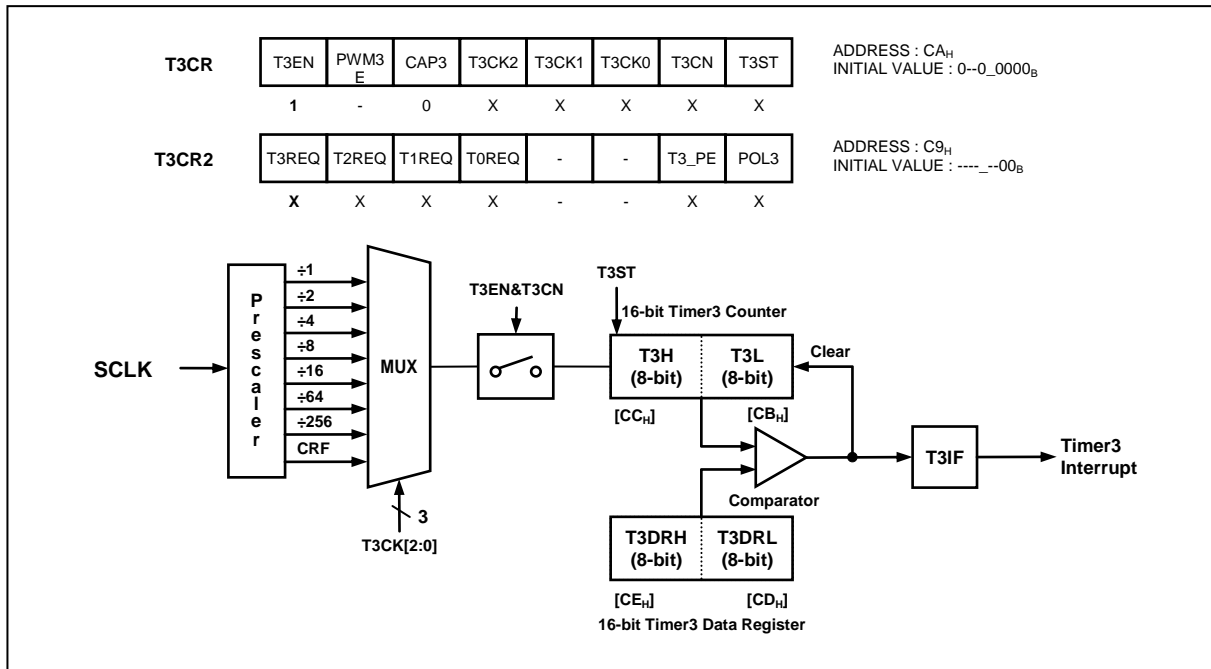 T3CR T3EN PWM3E CAP3 T3CK2 T3CK1 T3CK0 T3CN T3ST
1 - 0 X X X X X
ADDRESS : CAH
INITIAL VALUE : 0--0_0000B
T3CR2 T3REQ T2REQ T1REQ T0REQ - - T3_PE POL3
X X X X - - X X
ADDRESS : C9H
INITIAL VALUE : ----_--00B
SCLK
Prescaler
÷1
÷2
÷4
÷8
÷16
÷64
÷256
CRF
MUX
3
T3CK[2:0]
T3EN&T3CN
T3ST
16-bit Timer3 Counter
T3H T3L
(8-bit) (8-bit)
Clear
[CCH] [CBH]
Comparator
T3IF
Timer3
Interrupt
T3DRH T3DRL
(8-bit) (8-bit)
[CEH] [CDH]
16-bit Timer3 Data Register